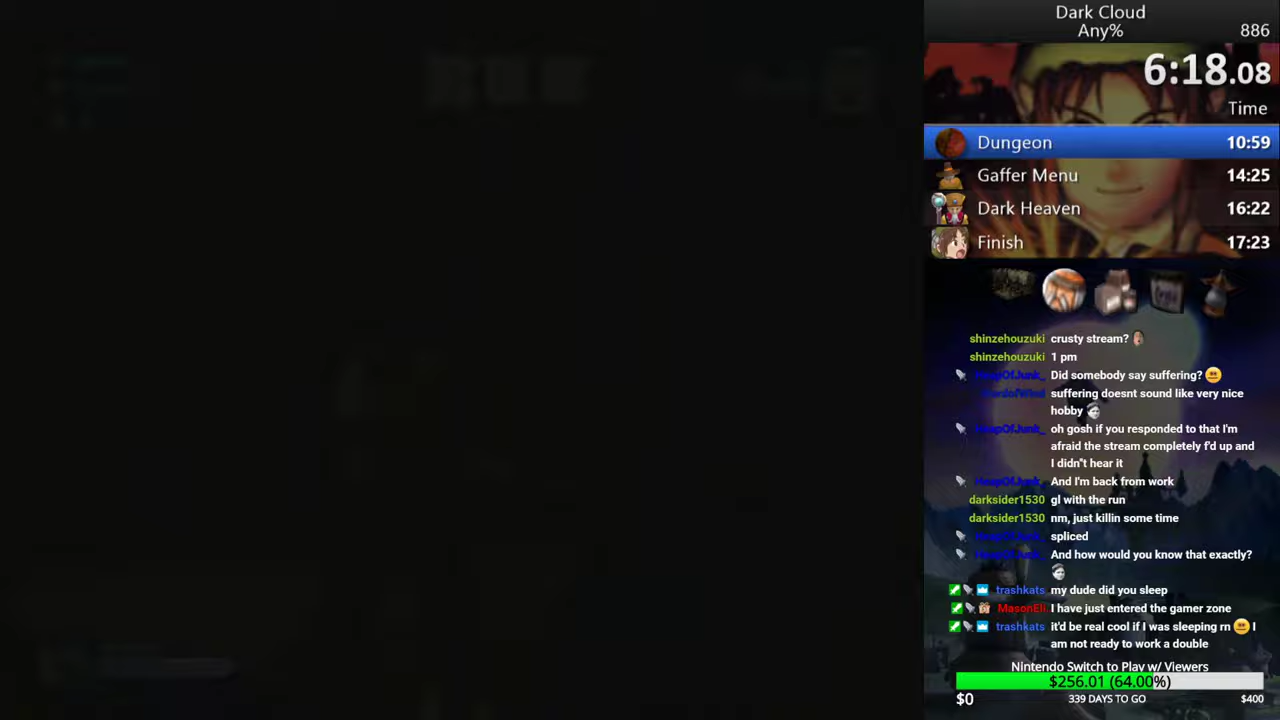 Dark Cloud
Any%
886
6:18.08
Time
Dungeon 10:59
Gaffer Menu 14:25
Dark Heaven 16:22
Finish 17:23
shinzehouzuki crusty stream?
shinzehouzuki 1 pm
HeapOfJunk_ Did somebody say suffering?
suffering doesnt sound like very nice
hobby
HeapOfJunk_ oh gosh if you responded to that I'm
afraid the stream completely f'd up and
I didn"t hear it
HeapOfJunk_ And I'm back from work
darksider1530 gl with the run
darksider1530 nm, just killin some time
HeapOfJunk_ spliced
HeapOfJunk_ And how would you know that exactly?
trashkats my dude did you sleep
MasonEli. I have just entered the gamer zone
trashkats it'd be real cool if I was sleeping rn I
am not ready to work a double
Nintendo Switch to Play w/ Viewers
$256.01 (64.00%)
$0 339 DAYS TO GO $400